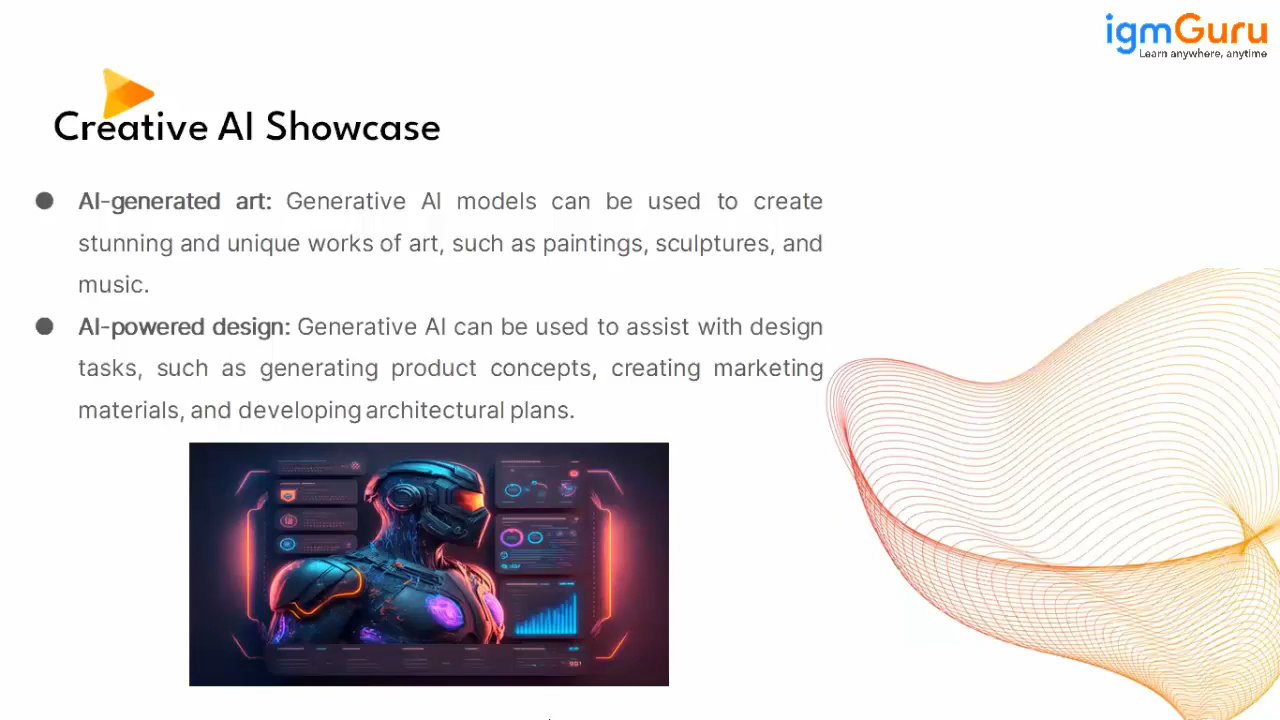 igmGuru
Learn anywhere, anytime
Creative AI Showcase
AI-generated art: Generative AI models can be used to create
stunning and unique works of art, such as paintings, sculptures, and
music.
AI-powered design: Generative AI can be used to assist with design
tasks, such as generating product concepts, creating marketing
materials, and developing architectural plans.